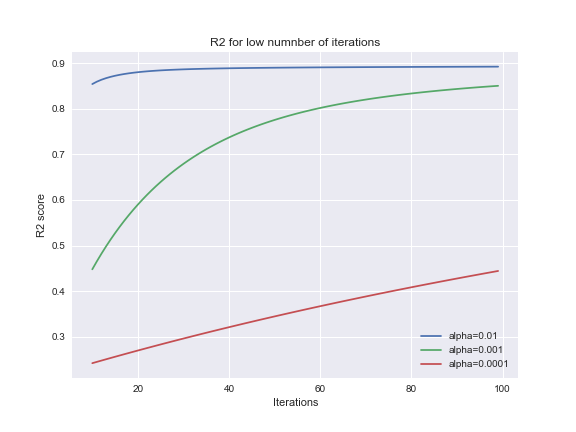 R2 for low numnber of iterations
R2 score
0.9
0.8
0.7
0.6
0.5
0.4
0.3
20
40
60
80
100
Iterations
alpha=0.01
alpha=0.001
alpha=0.0001